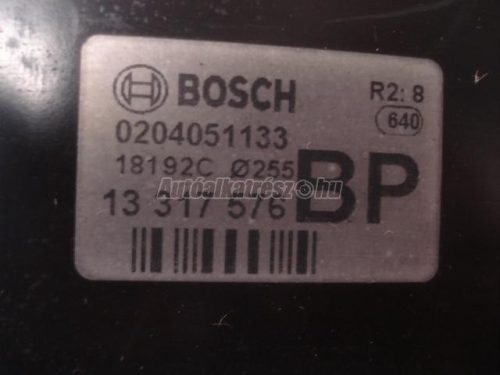 BOSCH
R2: 8
640
0204051133
18192C Ø255
Autóalkatrész.hu
13 317 576 BP